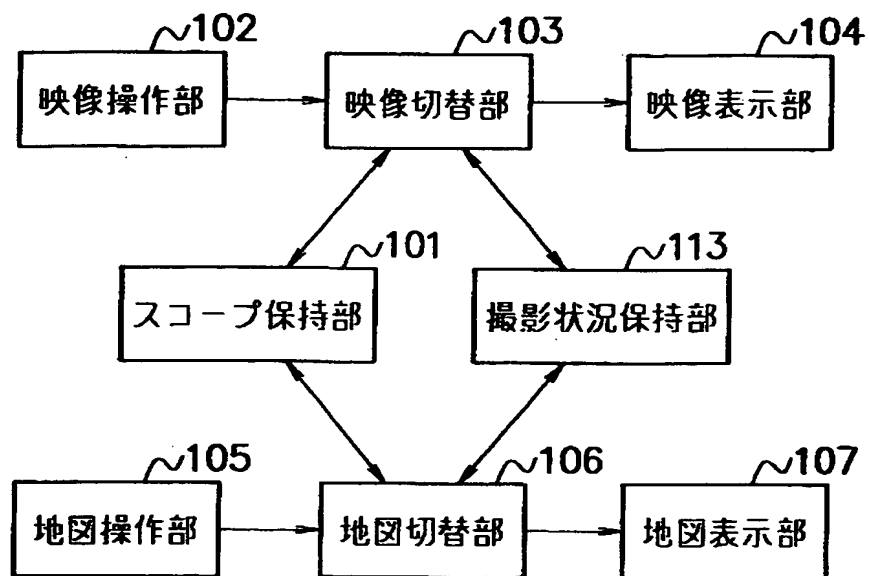 102
103
104
映像操作部
映像切替部
映像表示部
101
113
スコープ保持部
撮影状況保持部
105
106
107
地図操作部
地図切替部
地図表示部